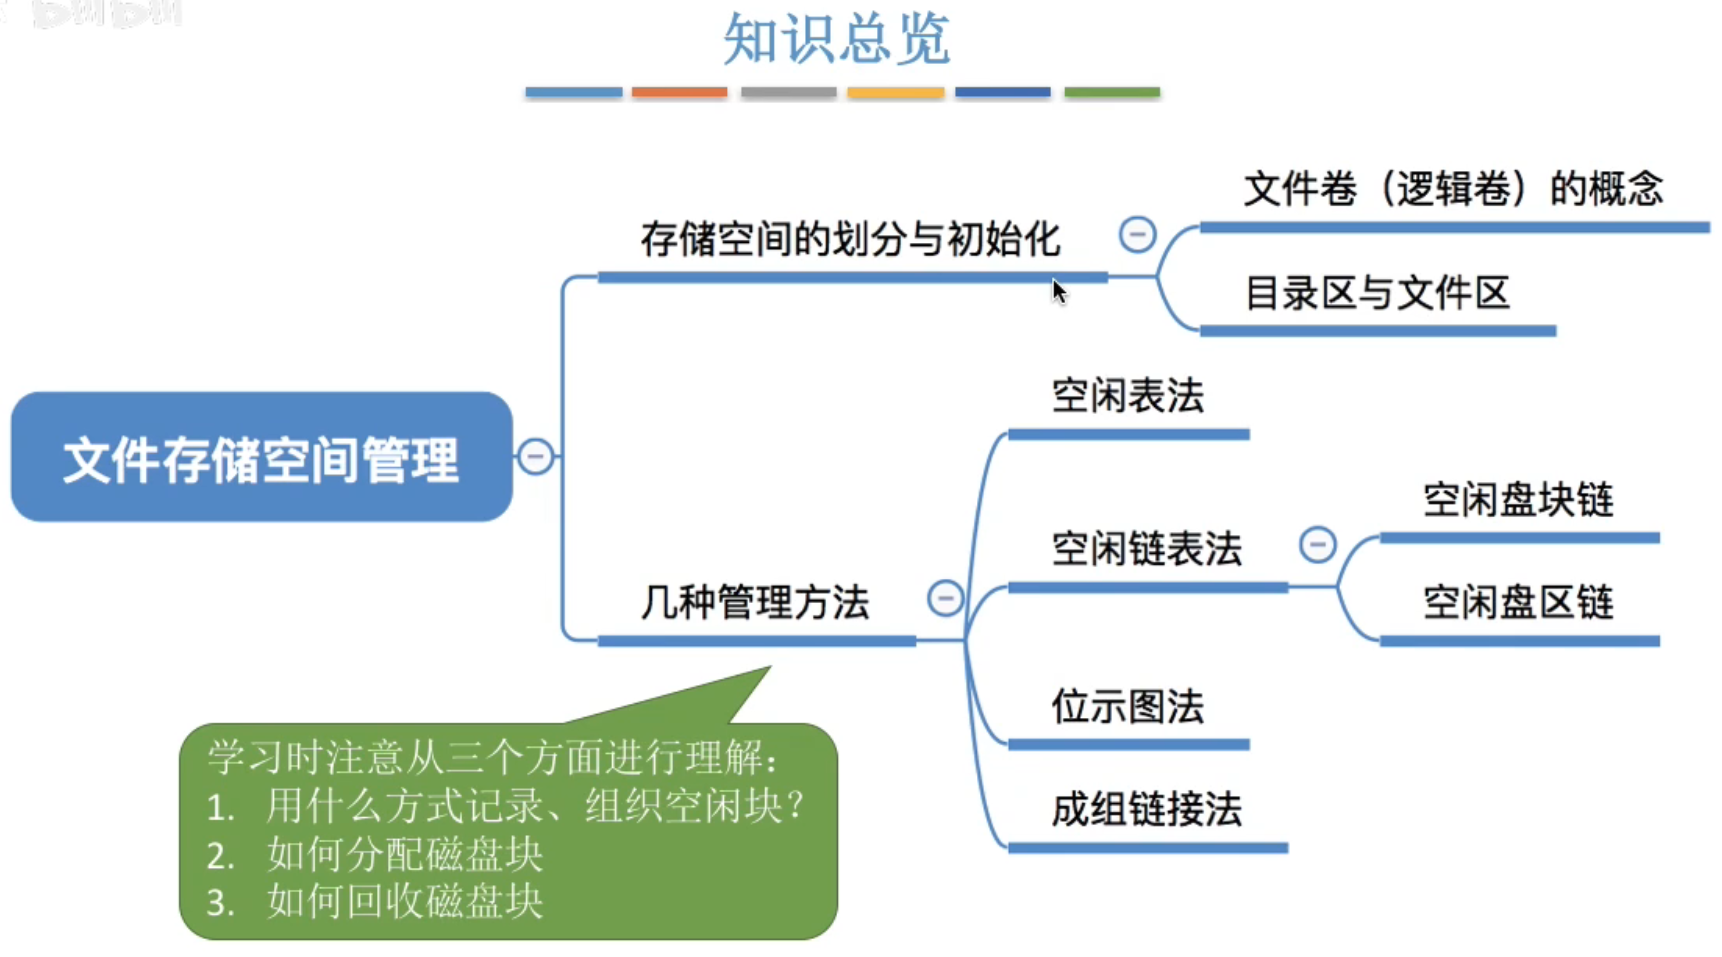 知识总览
文件卷（逻辑卷）的概念
存储空间的划分与初始化
目录区与文件区
空闲表法
文件存储空间管理
空闲盘块链
空闲链表法
几种管理方法
空闲盘区链
位示图法
成组链接法
学习时注意从三个方面进行理解：
1. 用什么方式记录、组织空闲块？
2. 如何分配磁盘块
3. 如何回收磁盘块